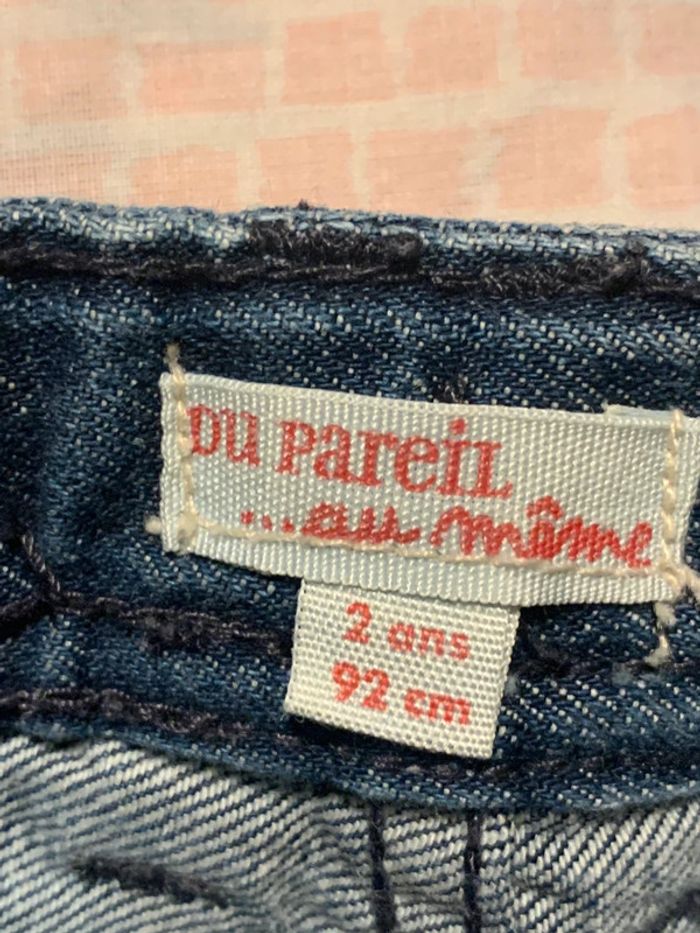 DU PareiL
...au même
2 ans
92 cm